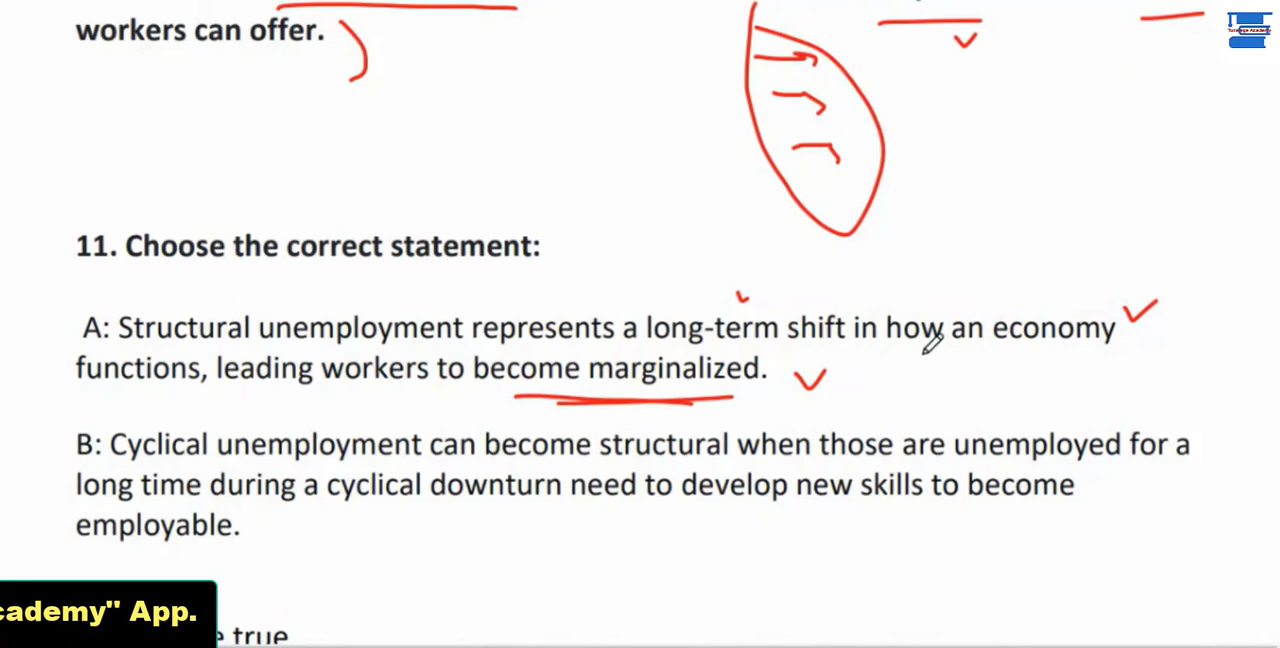 workers can offer.
11. Choose the correct statement:
A: Structural unemployment represents a long-term shift in how an economy
functions, leading workers to become marginalized.
B: Cyclical unemployment can become structural when those are unemployed for a
long time during a cyclical downturn need to develop new skills to become
employable.
cademy" App.
e true